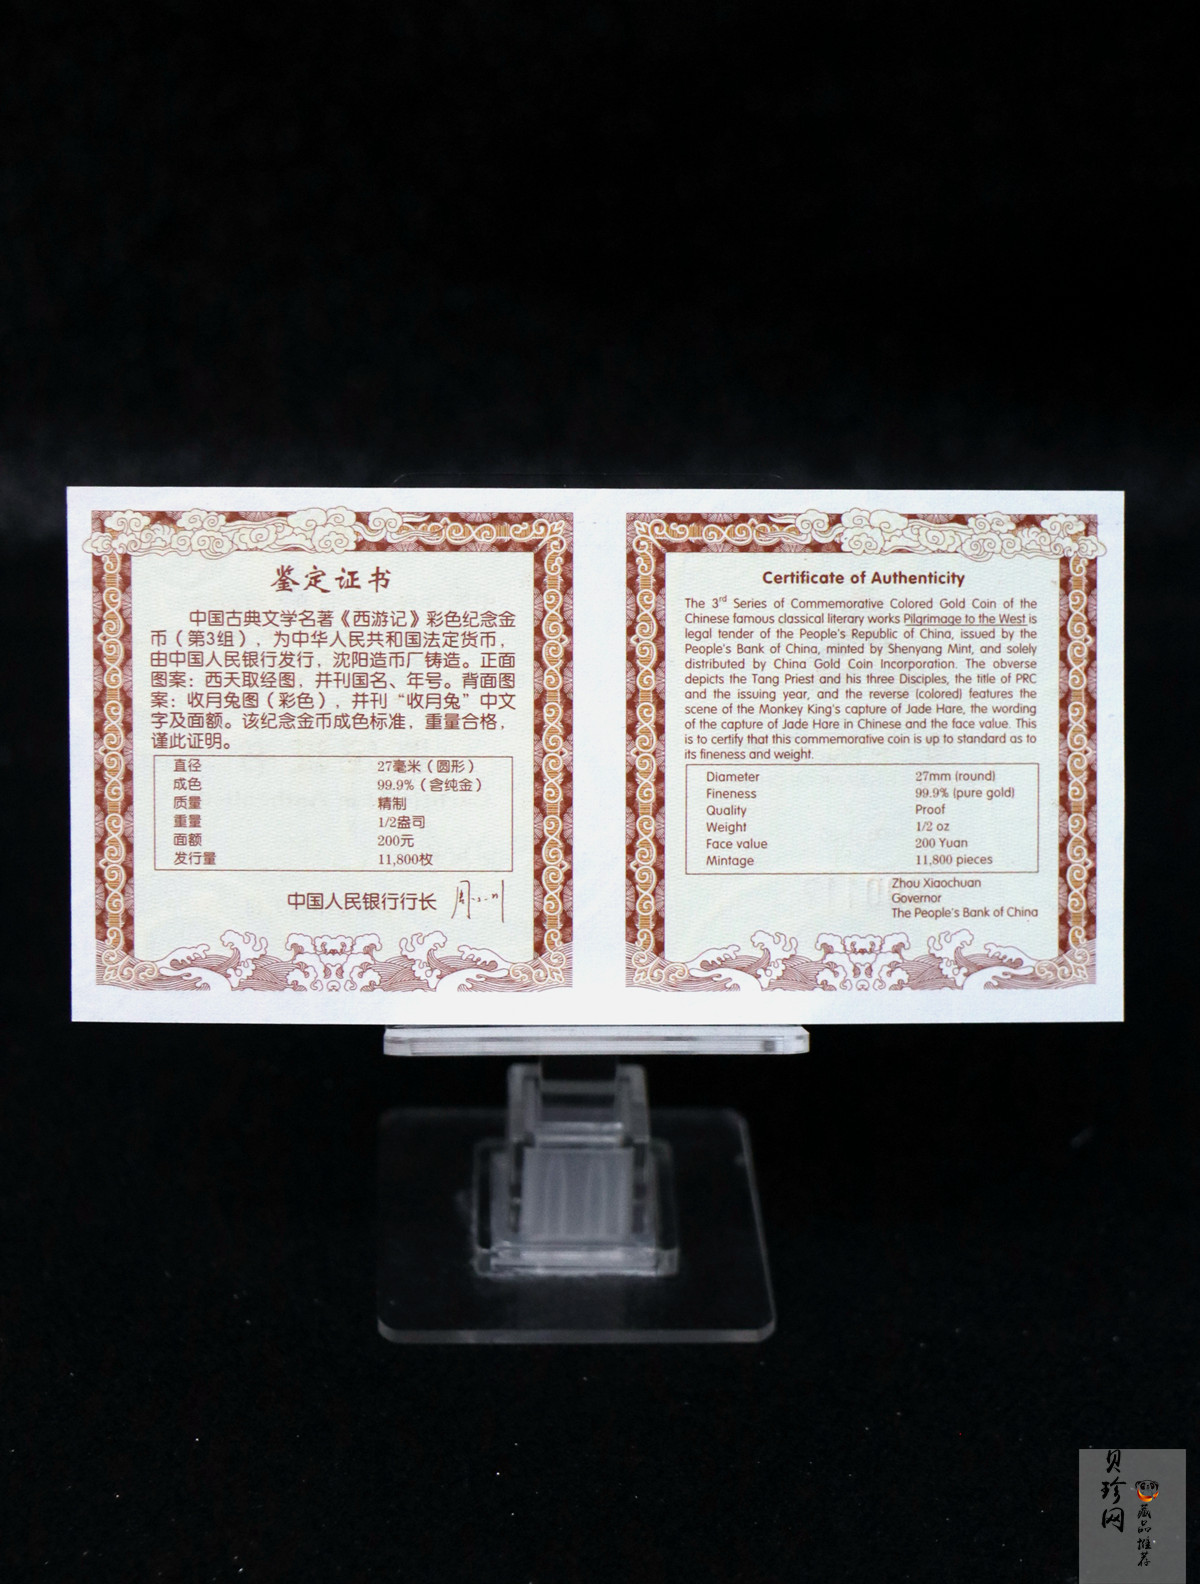 鉴定证书
中国古典文学名著《西游记》彩色纪念金
币（第3组），为中华人民共和国法定货币，
由中国人民银行发行，沈阳造币厂铸造。正面
图案：西天取经图，并刊国名、年号。背面图
案：收月兔图（彩色），并刊“收月兔”中文
字及面额。该纪念金币成色标准，重量合格，
谨此证明。
直径 27毫米（圆形）
成色 99.9%（含纯金）
质量 精制
重量 1/2盎司
面额 200元
发行量 11,800枚
中国人民银行行长
Certificate of Authenticity
The 3rd Series of Commemorative Colored Gold Coin of the
Chinese famous classical literary works Pilgrimage to the West is
legal tender of the People's Republic of China, issued by the
People's Bank of China, minted by Shenyang Mint, and solely
distributed by China Gold Coin Incorporation. The obverse
depicts the Tang Priest and his three Disciples, the title of PRC
and the issuing year, and the reverse (colored) features the
scene of the Monkey King's capture of Jade Hare, the wording
of the capture of Jade Hare in Chinese and the face value. This
is to certify that this commemorative coin is up to standard as to
its fineness and weight.
Diameter 27mm (round)
Fineness 99.9% (pure gold)
Quality Proof
Weight 1/2 oz
Face value 200 Yuan
Mintage 11,800 pieces
Zhou Xiaochuan
Governor
The People's Bank of China
贝珍网
藏品推荐